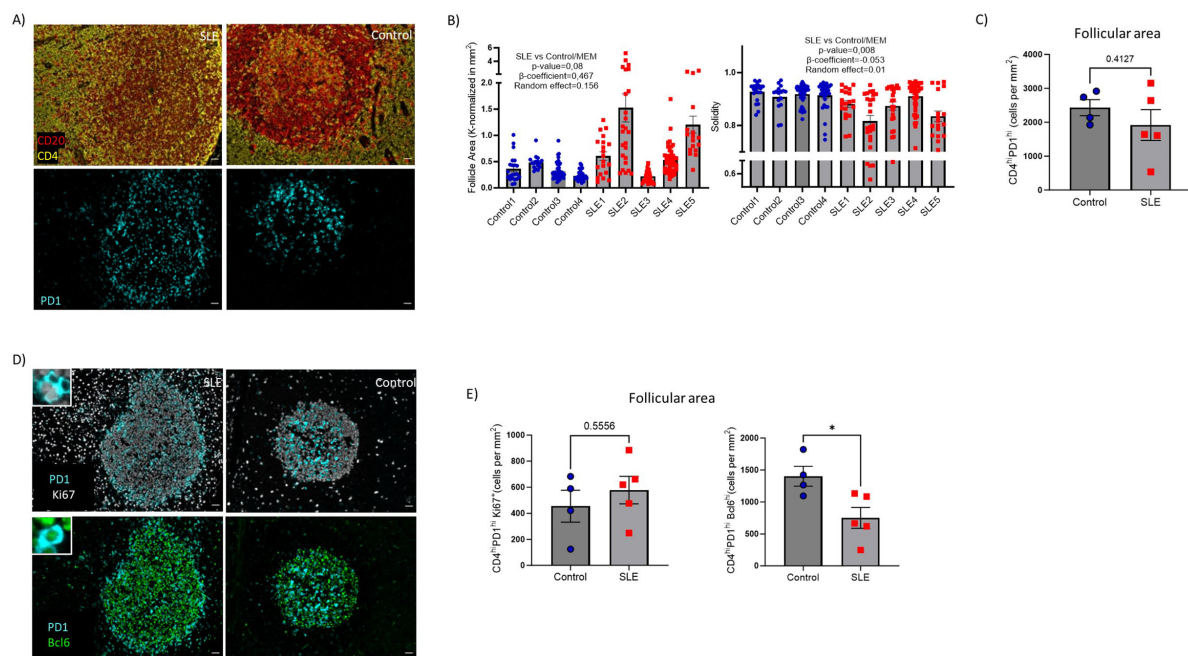 A)
SLE
Control
CD20
CD4
PD1
B)
SLE vs Control/MEM
p-value=0,08
β-coefficient=0,467
Random effect=0.156
Follicle Area (K-normalized in mm²)
6
4
2
1.5
1.0
0.5
0.0
Control1
Control2
Control3
Control4
SLE1
SLE2
SLE3
SLE4
SLE5
SLE vs Control/MEM
p-value=0,008
β-coefficient=-0.053
Random effect=0.01
Solidity
1.0
0.8
0.6
Control1
Control2
Control3
Control4
SLE1
SLE2
SLE3
SLE4
SLE5
C)
Follicular area
0.4127
CD4ʰⁱPD1ʰⁱ (cells per mm²)
4000
3000
2000
1000
0
Control
SLE
D)
SLE
Control
PD1
Ki67
PD1
Bcl6
E)
Follicular area
0.5556
CD4ʰⁱPD1ʰⁱ Ki67⁺(cells per mm²)
1000
800
600
400
200
0
Control
SLE
*
CD4ʰⁱPD1ʰⁱ Bcl6ʰⁱ(cells per mm²)
2000
1500
1000
500
0
Control
SLE